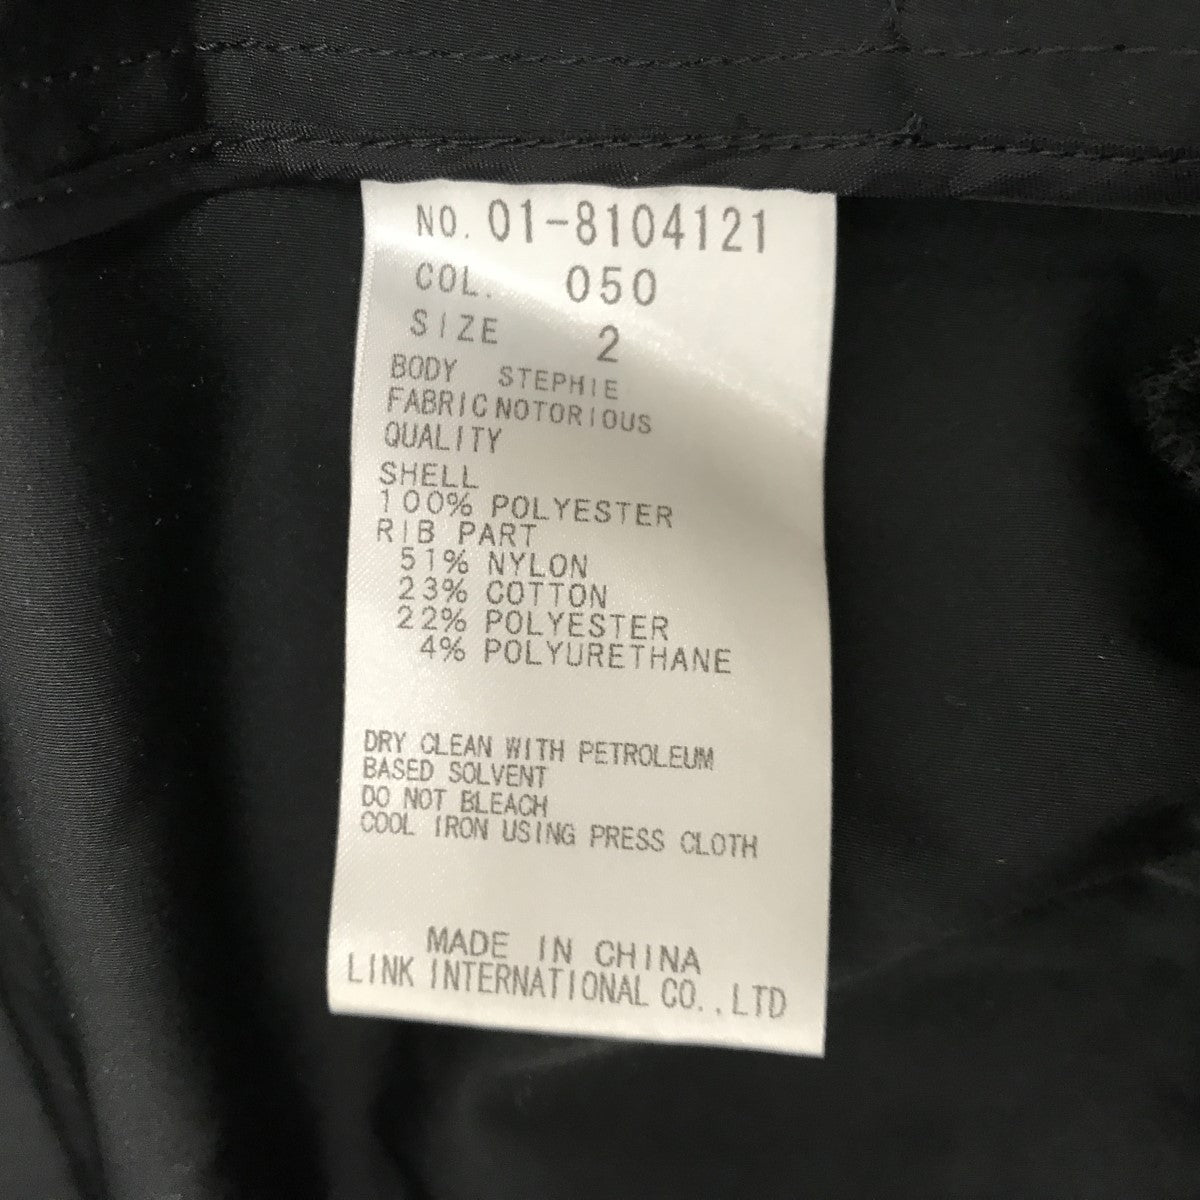 NO. 01-8104121
COL. 050
SIZE 2
BODY STEPHIE
FABRIC NOTORIOUS
QUALITY
SHELL
100% POLYESTER
RIB PART
51% NYLON
23% COTTON
22% POLYESTER
4% POLYURETHANE
DRY CLEAN WITH PETROLEUM
BASED SOLVENT
DO NOT BLEACH
COOL IRON USING PRESS CLOTH
MADE IN CHINA
LINK INTERNATIONAL CO.,LTD